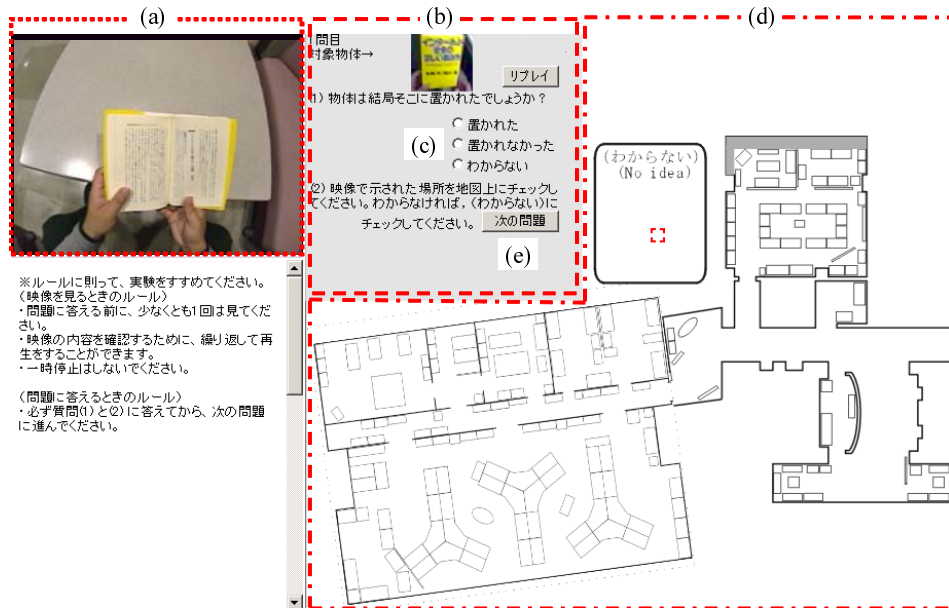 (a)
(b)
(d)
1問目
対象物体→
リプレイ
(1) 物体は結局そこに置かれたでしょうか？
(c)
置かれた
置かれなかった
わからない
(2) 映像で示された場所を地図上にチェックし
てください。わからなければ，〈わからない〉に
チェックしてください。
次の問題
(e)
(わからない)
(No idea)
※ルールに則って、実験をすすめてください。
（映像を見るときのルール）
・問題に答える前に、少なくとも1回は見てくだ
さい。
・映像の内容を確認するために、繰り返して再
生をすることができます。
・一時停止はしないでください。
（問題に答えるときのルール）
・必ず質問(1)と(2)に答えてから、次の問題
に進んでください。